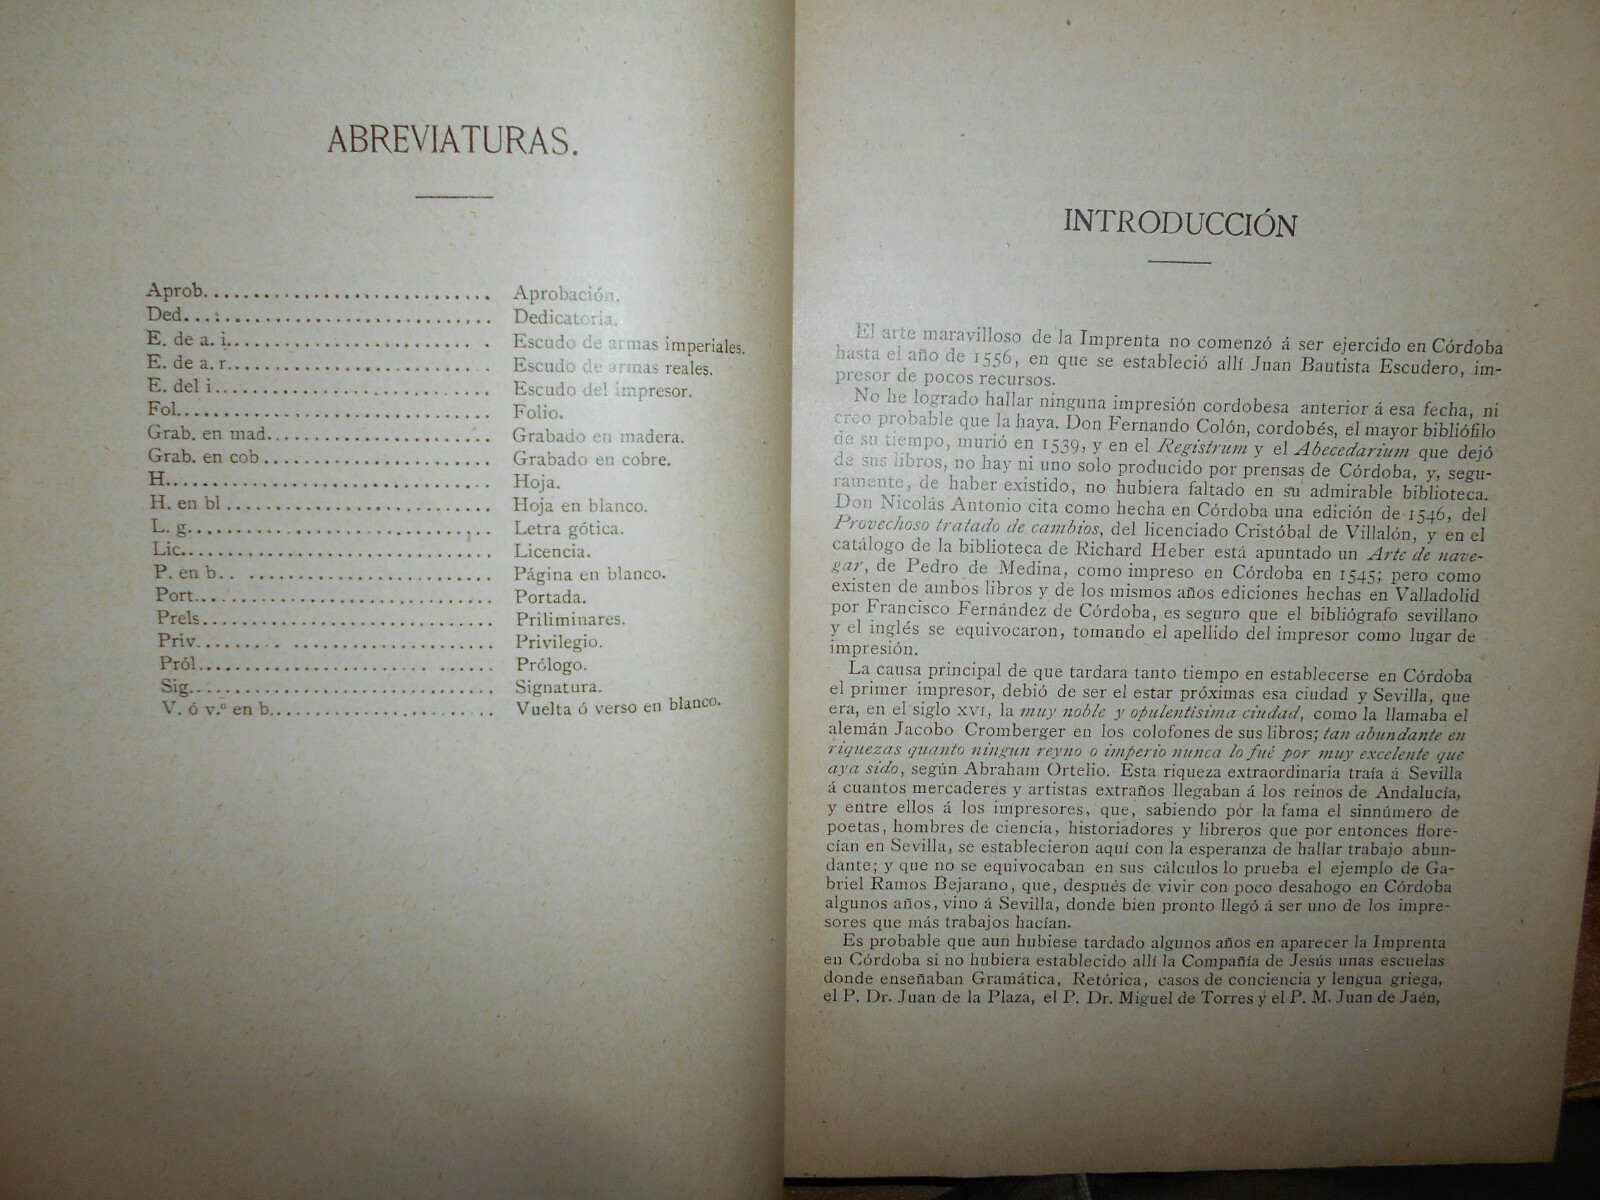 ABREVIATURAS.
Aprob............................. Aprobación.
Ded............................... Dedicatoria.
E. de a. i.......................... Escudo de armas imperiales.
E. de a. r.......................... Escudo de armas reales.
E. del i............................ Escudo del impresor.
Fol................................ Folio.
Grab. en mad....................... Grabado en madera.
Grab. en cob....................... Grabado en cobre.
H................................. Hoja.
H. en bl........................... Hoja en blanco.
L. g............................... Letra gótica.
Lic................................ Licencia.
P. en b............................ Página en blanco.
Port............................... Portada.
Prels.............................. Priliminares.
Priv............................... Privilegio.
Pról............................... Prólogo.
Sig................................ Signatura.
V. ó v.º en b....................... Vuelta ó verso en blanco.
INTRODUCCIÓN
El arte maravilloso de la Imprenta no comenzó á ser ejercido en Córdoba
hasta el año de 1556, en que se estableció allí Juan Bautista Escudero, im-
presor de pocos recursos.
No he logrado hallar ninguna impresión cordobesa anterior á esa fecha, ni
creo probable que la haya. Don Fernando Colón, cordobés, el mayor bibliófilo
de su tiempo, murió en 1539, y en el Registrum y el Abecedarium que dejó
de sus libros, no hay ni uno solo producido por prensas de Córdoba, y, segu-
ramente, de haber existido, no hubiera faltado en su admirable biblioteca.
Don Nicolás Antonio cita como hecha en Córdoba una edición de 1546, del
Provechoso tratado de cambios, del licenciado Cristóbal de Villalón, y en el
catálogo de la biblioteca de Richard Heber está apuntado un Arte de nave-
gar, de Pedro de Medina, como impreso en Córdoba en 1545; pero como
existen de ambos libros y de los mismos años ediciones hechas en Valladolid
por Francisco Fernández de Córdoba, es seguro que el bibliógrafo sevillano
y el inglés se equivocaron, tomando el apellido del impresor como lugar de
impresión.
La causa principal de que tardara tanto tiempo en establecerse en Córdoba
el primer impresor, debió de ser el estar próximas esa ciudad y Sevilla, que
era, en el siglo XVI, la muy noble y opulentísima ciudad, como la llamaba el
alemán Jacobo Cromberger en los colofones de sus libros; tan abundante en
riquezas quanto ningun reyno o imperio nunca lo fué por muy excelente que
aya sido, según Abraham Ortelio. Esta riqueza extraordinaria traía á Sevilla
á cuantos mercaderes y artistas extraños llegaban á los reinos de Andalucía,
y entre ellos á los impresores, que, sabiendo por la fama el sinnúmero de
poetas, hombres de ciencia, historiadores y libreros que por entonces flore-
cían en Sevilla, se establecieron aquí con la esperanza de hallar trabajo abun-
dante; y que no se equivocaban en sus cálculos lo prueba el ejemplo de Ga-
briel Ramos Bejarano, que, después de vivir con poco desahogo en Córdoba
algunos años, vino á Sevilla, donde bien pronto llegó á ser uno de los impre-
sores que más trabajos hacían.
Es probable que aun hubiese tardado algunos años en aparecer la Imprenta
en Córdoba si no hubiera establecido allí la Compañía de Jesús unas escuelas
donde enseñaban Gramática, Retórica, casos de conciencia y lengua griega,
el P. Dr. Juan de la Plaza, el P. Dr. Miguel de Torres y el P. M. Juan de Jaén,